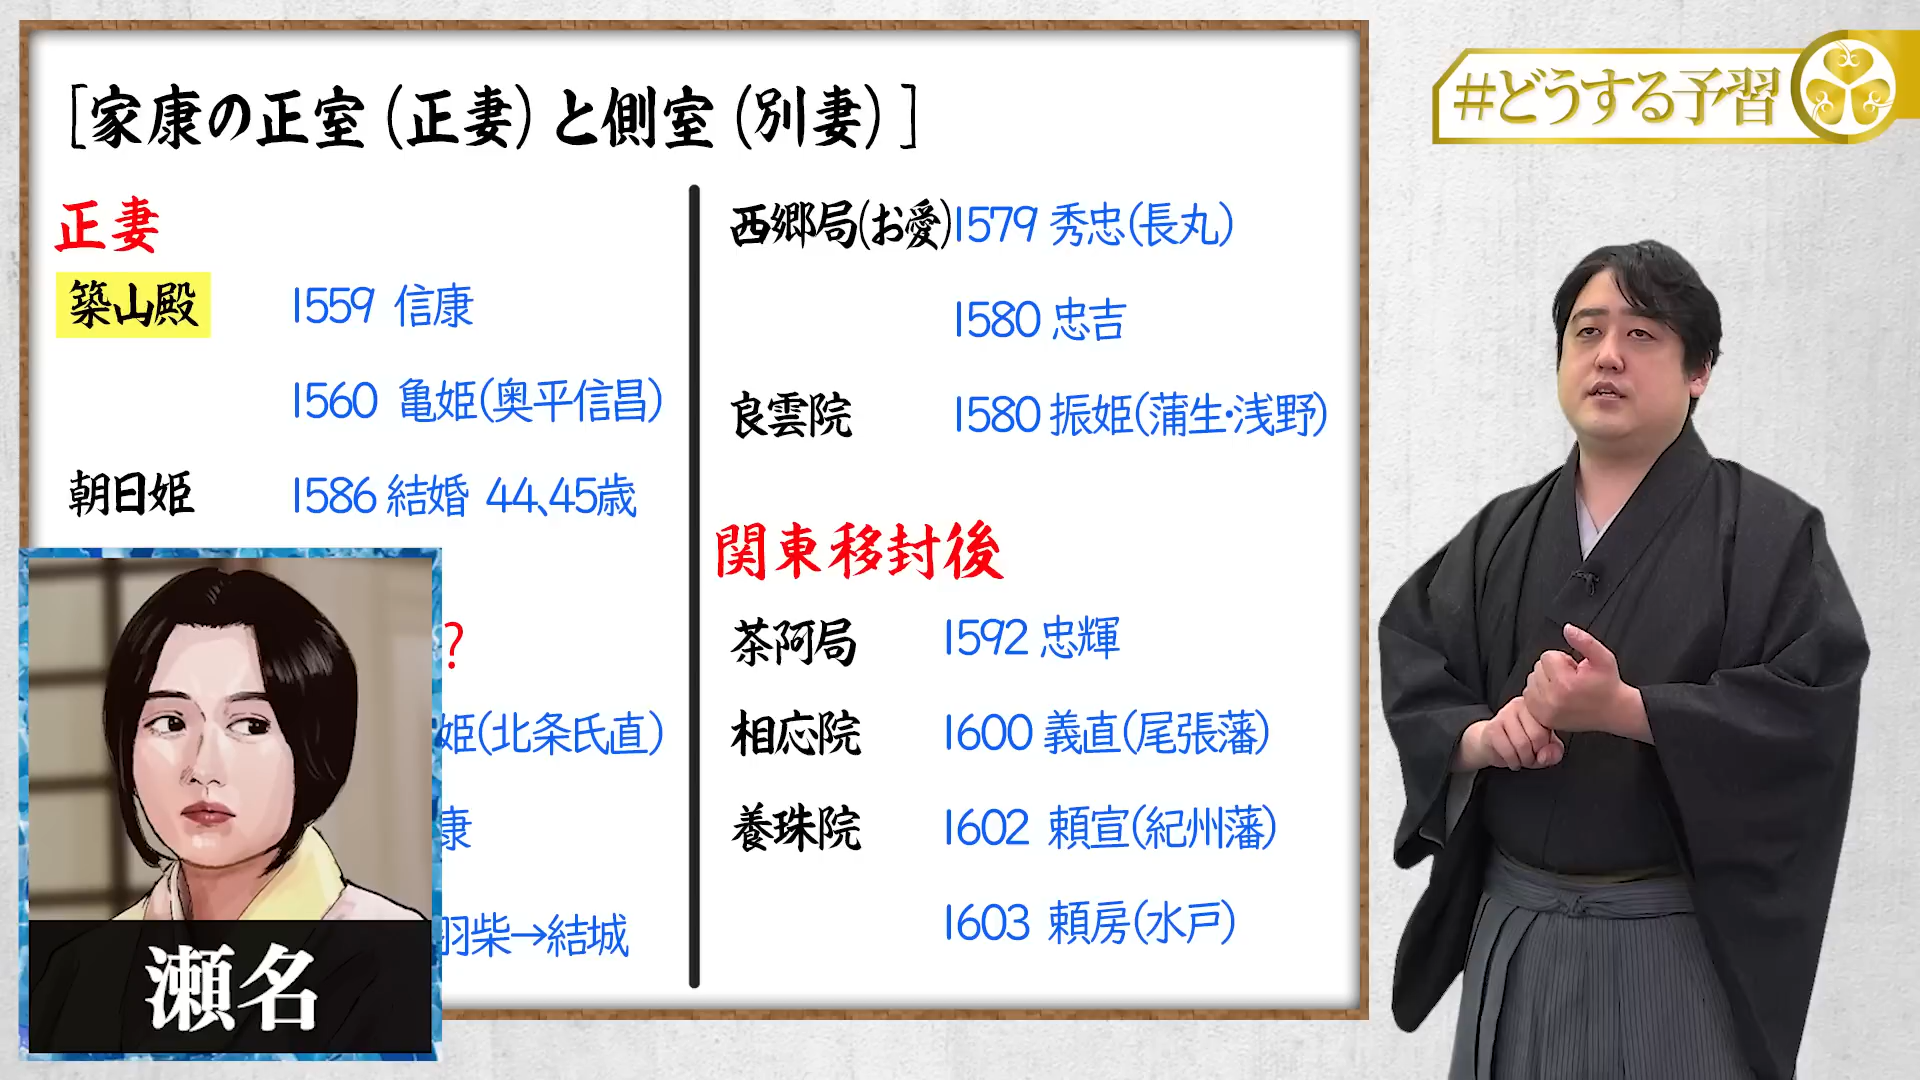 [家康の正室(正妻)と側室(別妻)]
#どうする予習
正妻
築山殿 1559 信康
1560 亀姫(奥平信昌)
朝日姫 1586 結婚 44、45歳
?
姫(北条氏直)
康
羽柴→結城
瀬名
西郷局(お愛)1579 秀忠(長丸)
1580 忠吉
良雲院 1580 振姫(蒲生・浅野)
関東移封後
茶阿局 1592 忠輝
相応院 1600 義直(尾張藩)
養珠院 1602 頼宣(紀州藩)
1603 頼房(水戸)